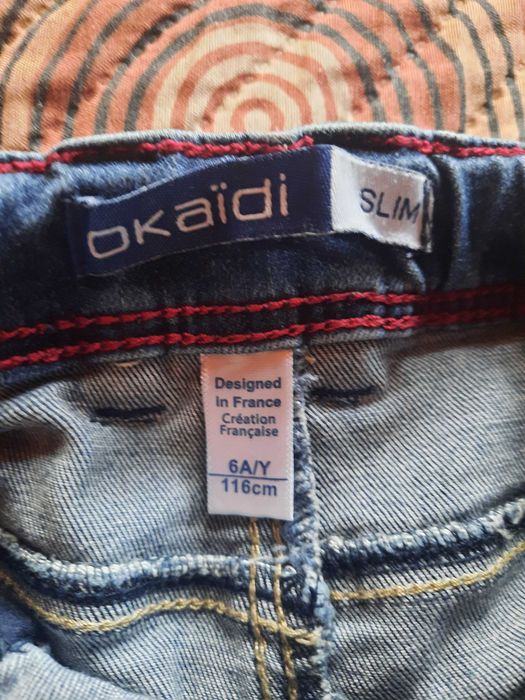 oKaïdi
SLIM
Designed
in France
Création
Française
6A/Y
116cm